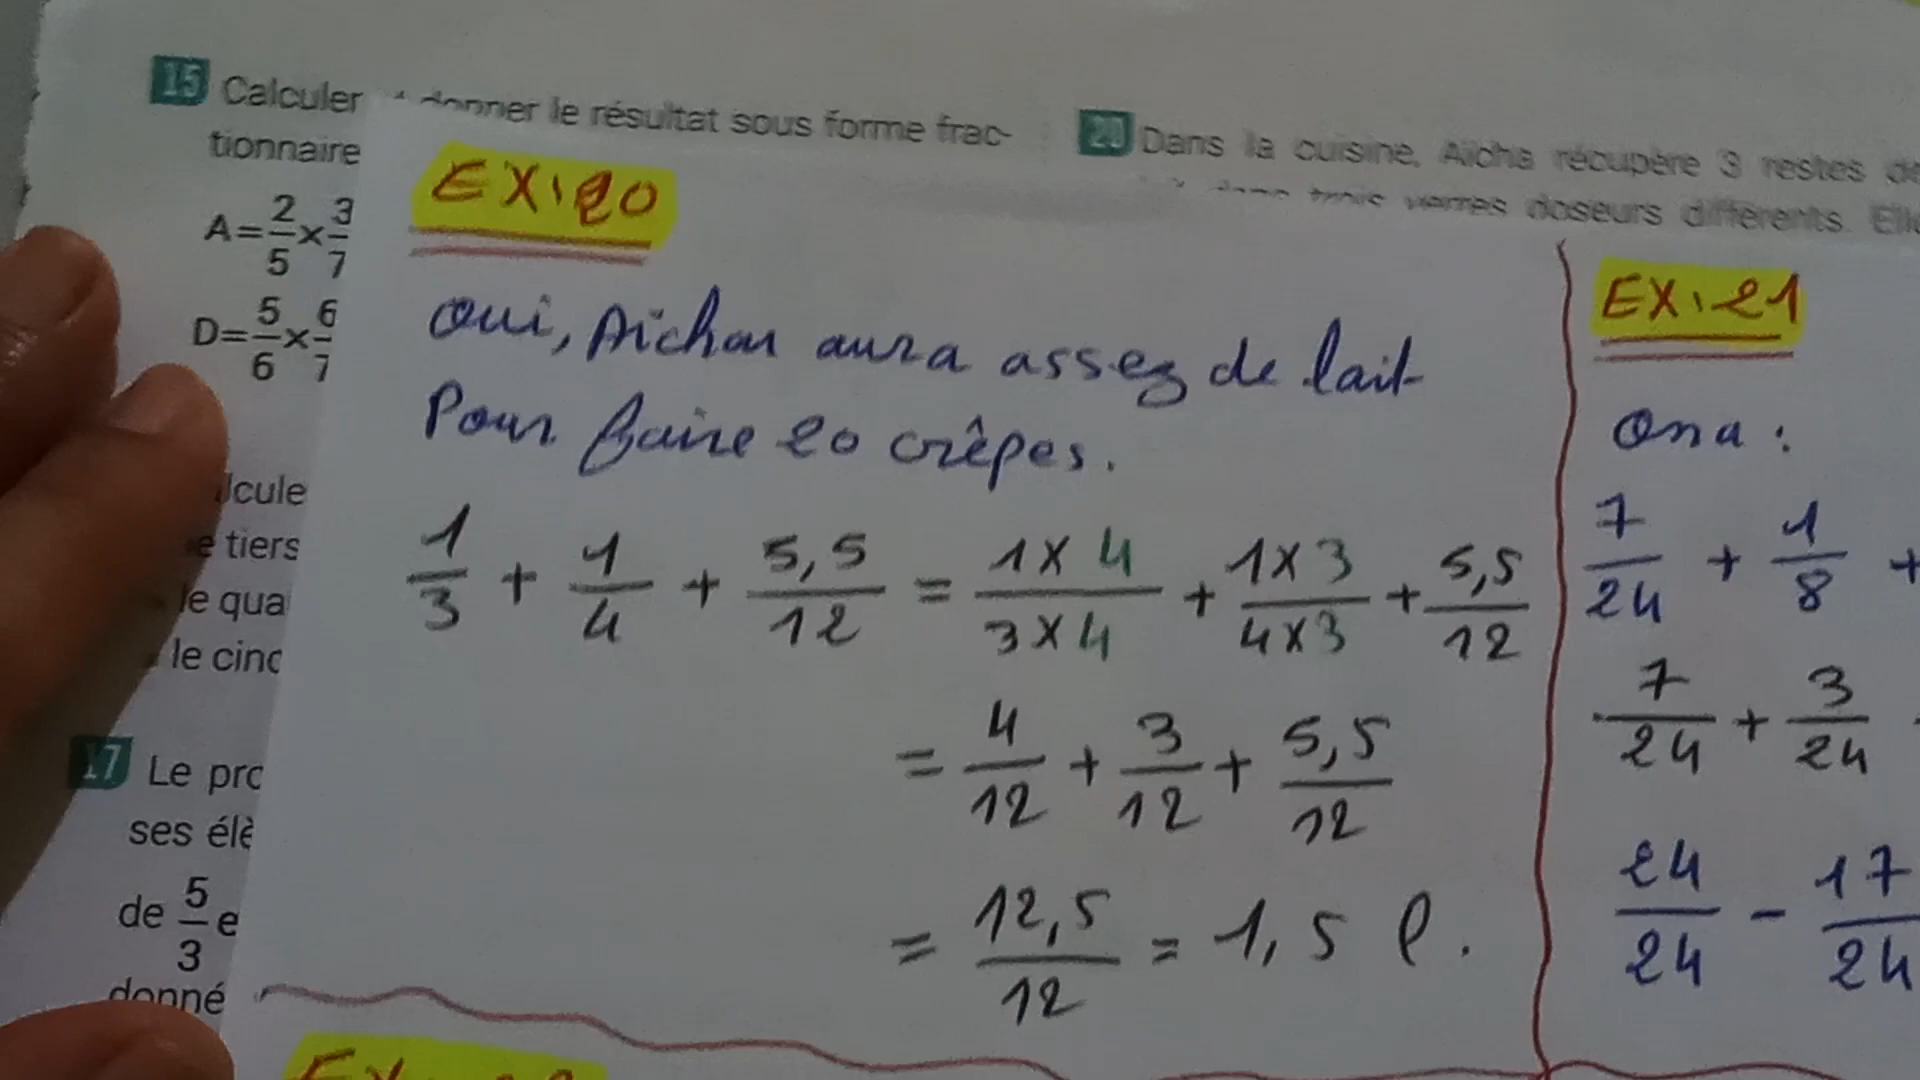 15 Calculer donner le résultat sous forme frac-
tionnaire
A = 2/5 × 3/7
D = 5/6 × 6/7
lcule
e tiers
le qua
le cinq
17 Le pro
ses élè
de 5/3 e
donné
20 Dans la cuisine, Aïcha récupère 3 restes de
dans trois verres doseurs différents. Elle
EX:20
Oui, Aïcha aura assez de lait
Pour faire 20 crêpes.
1/3 + 1/4 + 5,5/12 = 1×4/3×4 + 1×3/4×3 + 5,5/12
= 4/12 + 3/12 + 5,5/12
= 12,5/12 = 1,5 l.
EX:21
On a :
7/24 + 1/8 +
7/24 + 3/24
24/24 - 17/24